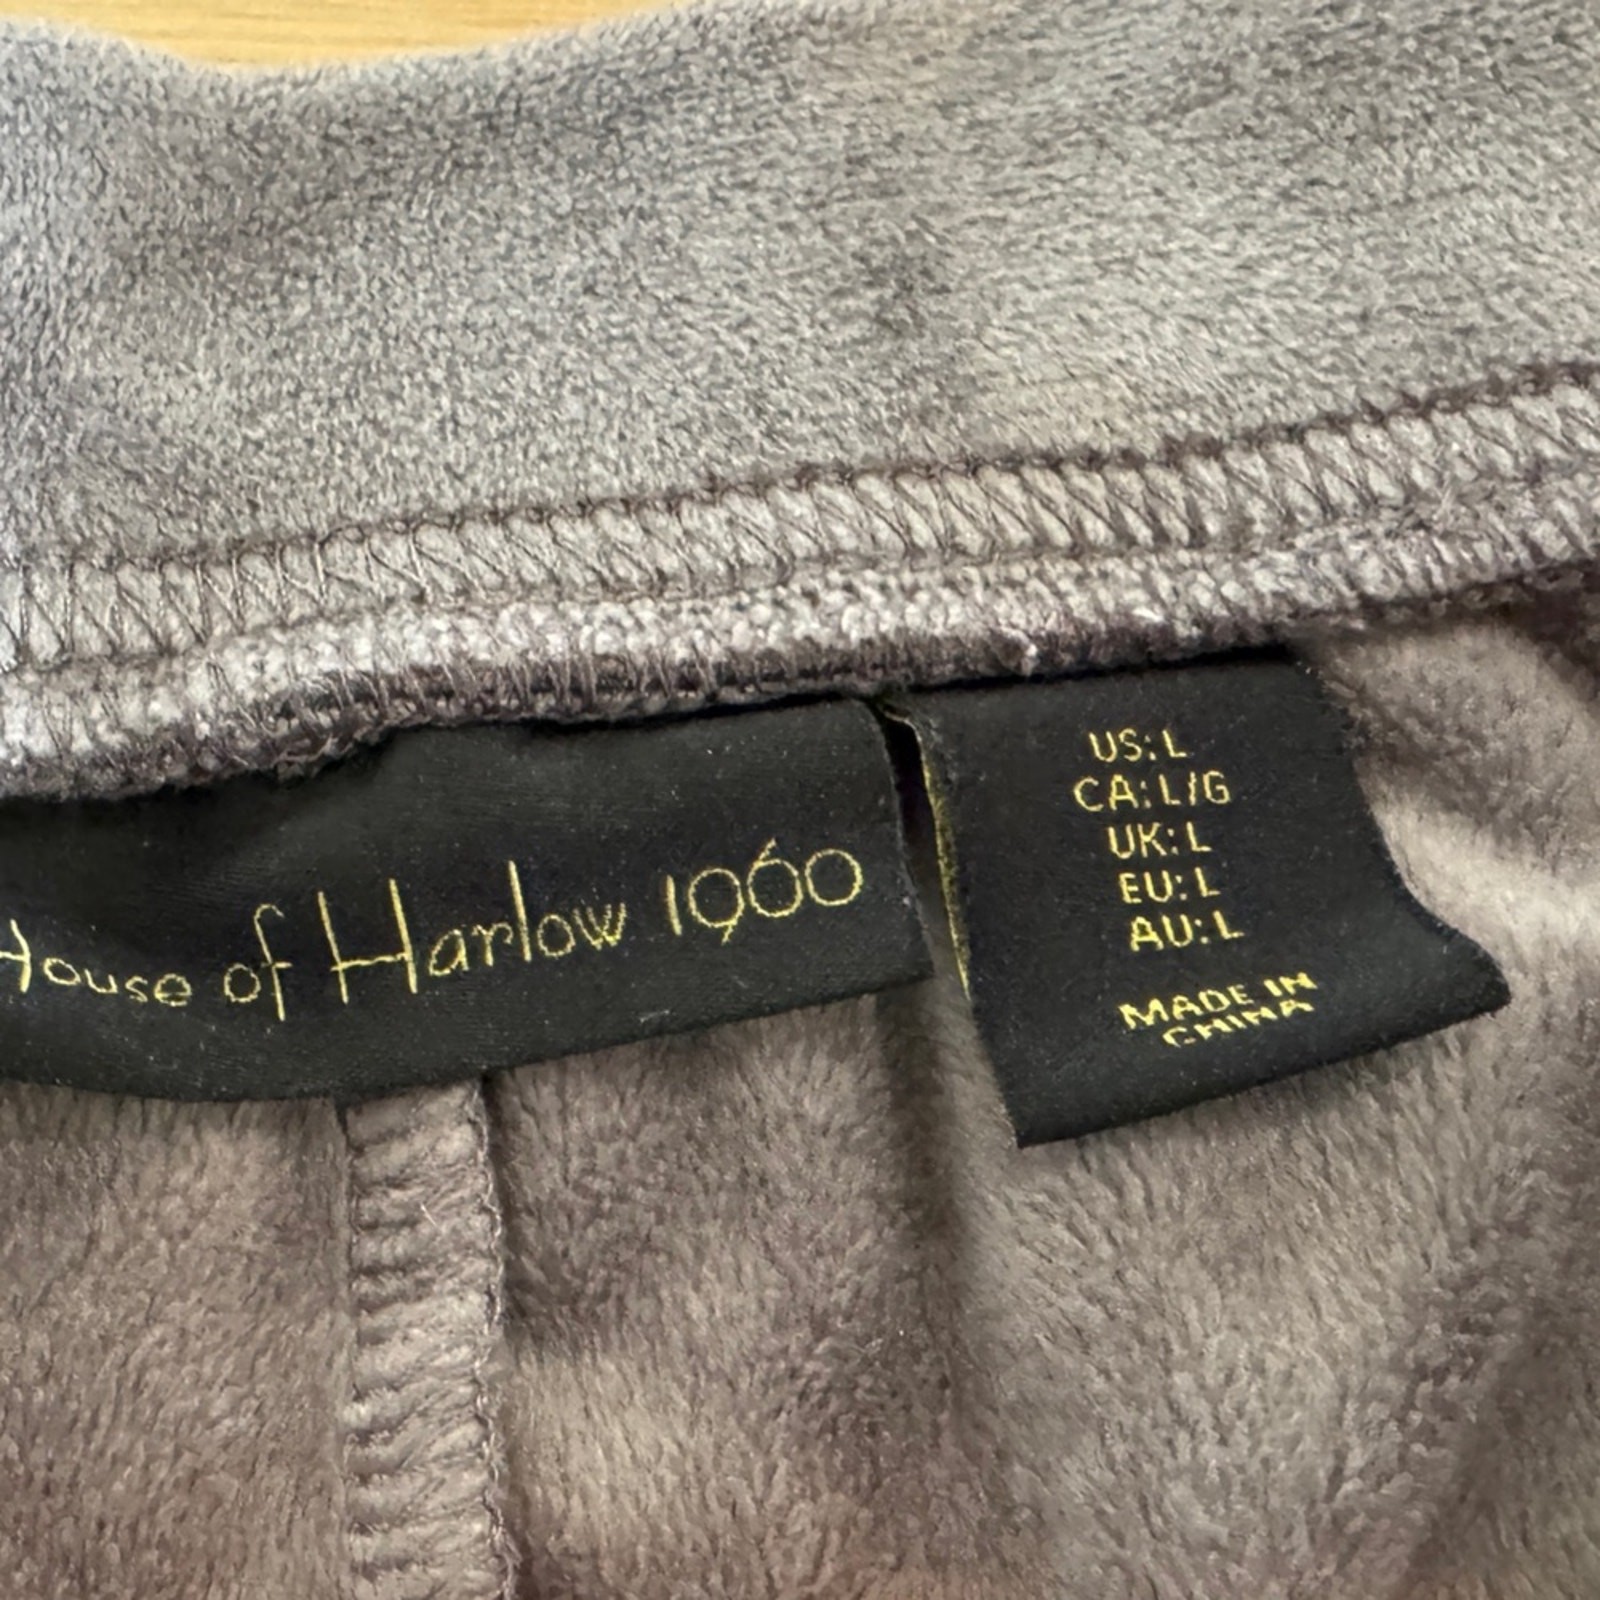 House of Harlow 1960
US: L
CA: L/G
UK: L
EU: L
AU: L
MADE IN
CHINA